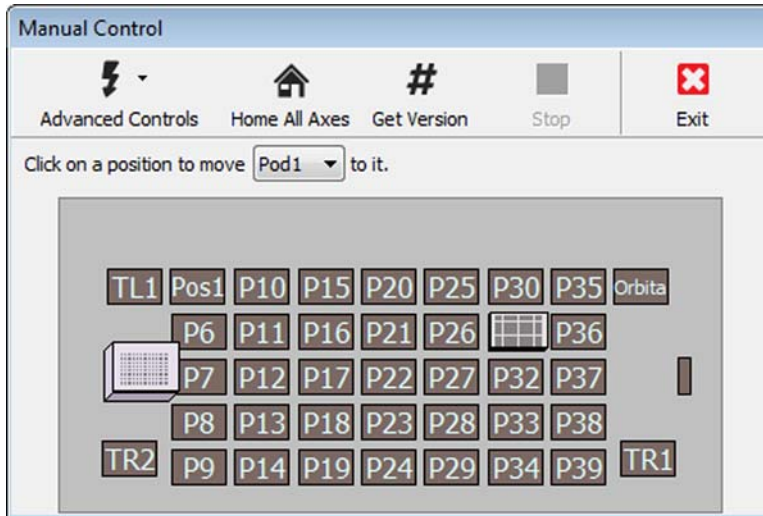 Manual Control
Advanced Controls Home All Axes Get Version Stop Exit
Click on a position to move Pod1 to it.
TL1 Pos1 P10 P15 P20 P25 P30 P35 Orbita
P6 P11 P16 P21 P26 P36
P7 P12 P17 P22 P27 P32 P37
P8 P13 P18 P23 P28 P33 P38
TR2 P9 P14 P19 P24 P29 P34 P39 TR1